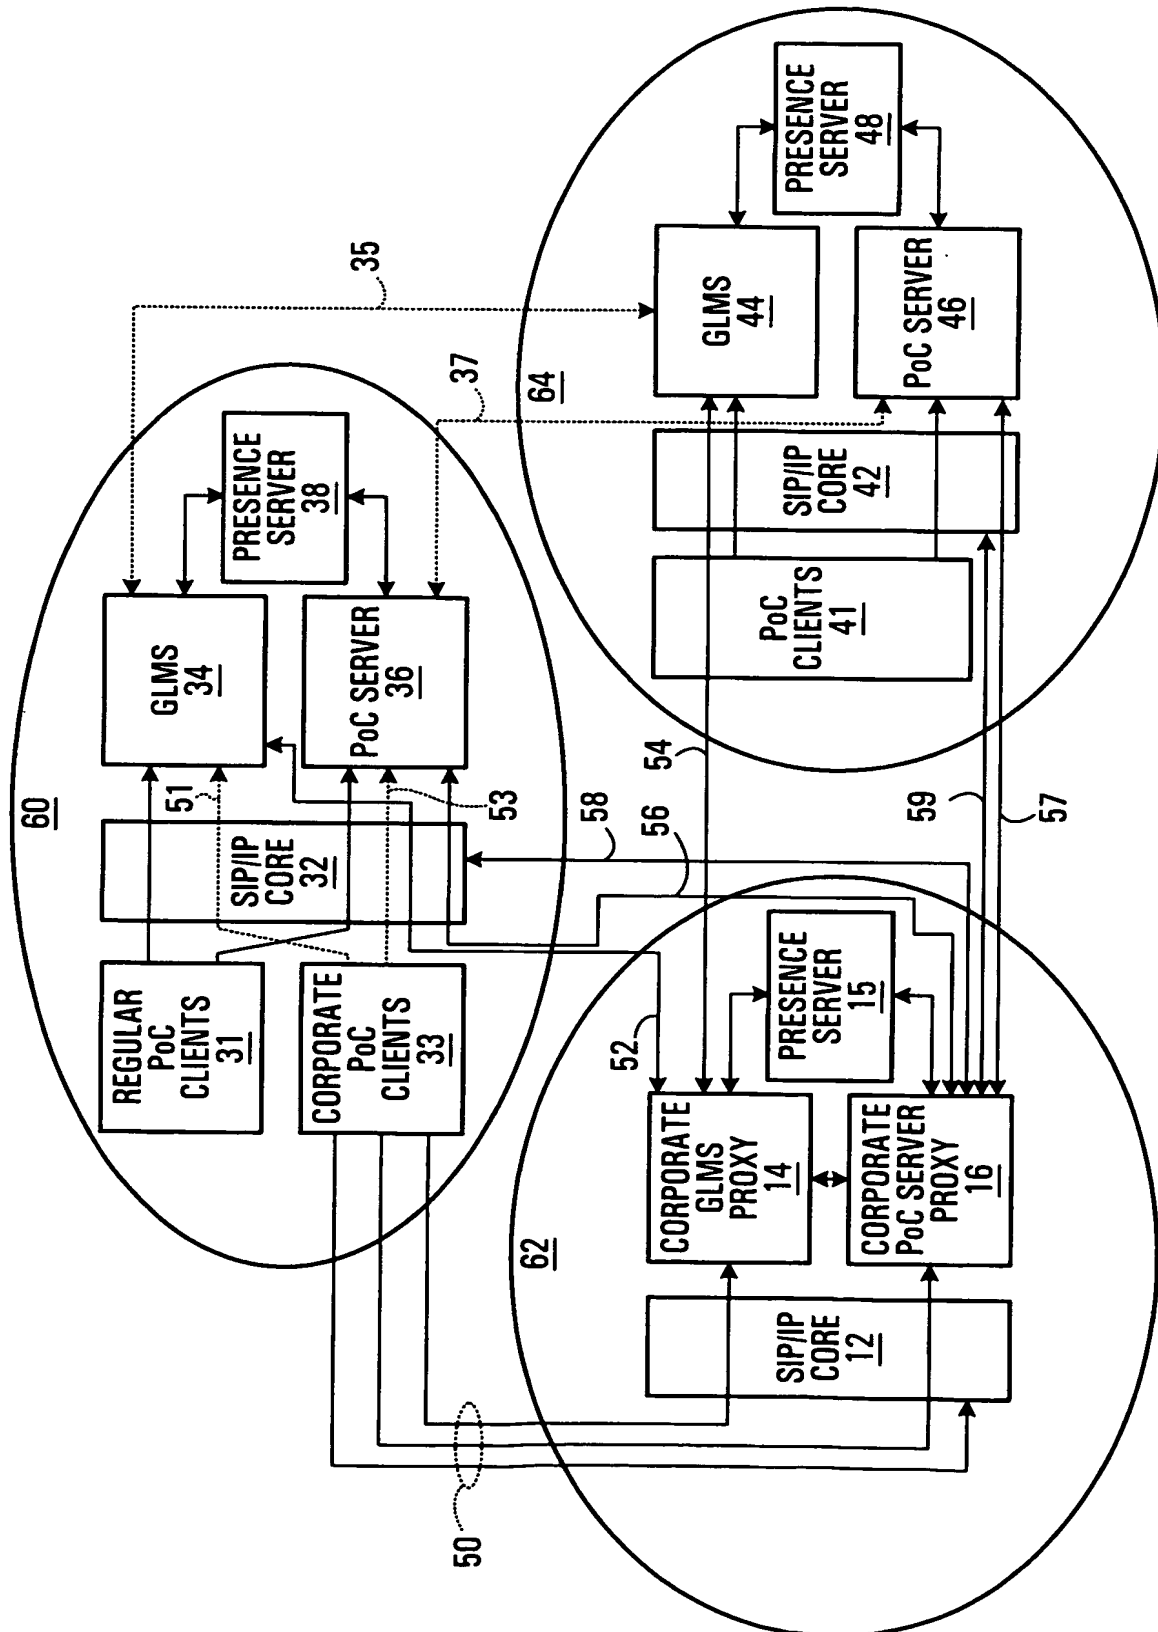 60
REGULAR
PoC
CLIENTS
31
CORPORATE
PoC
CLIENTS
33
SIP/IP
CORE
32
51
53
GLMS
34
PoC SERVER
36
PRESENCE
SERVER
38
35
37
50
52
54
56
58
59
57
62
SIP/IP
CORE
12
CORPORATE
GLMS
PROXY
14
CORPORATE
PoC SERVER
PROXY
16
PRESENCE
SERVER
15
64
PoC
CLIENTS
41
SIP/IP
CORE
42
GLMS
44
PoC SERVER
46
PRESENCE
SERVER
48